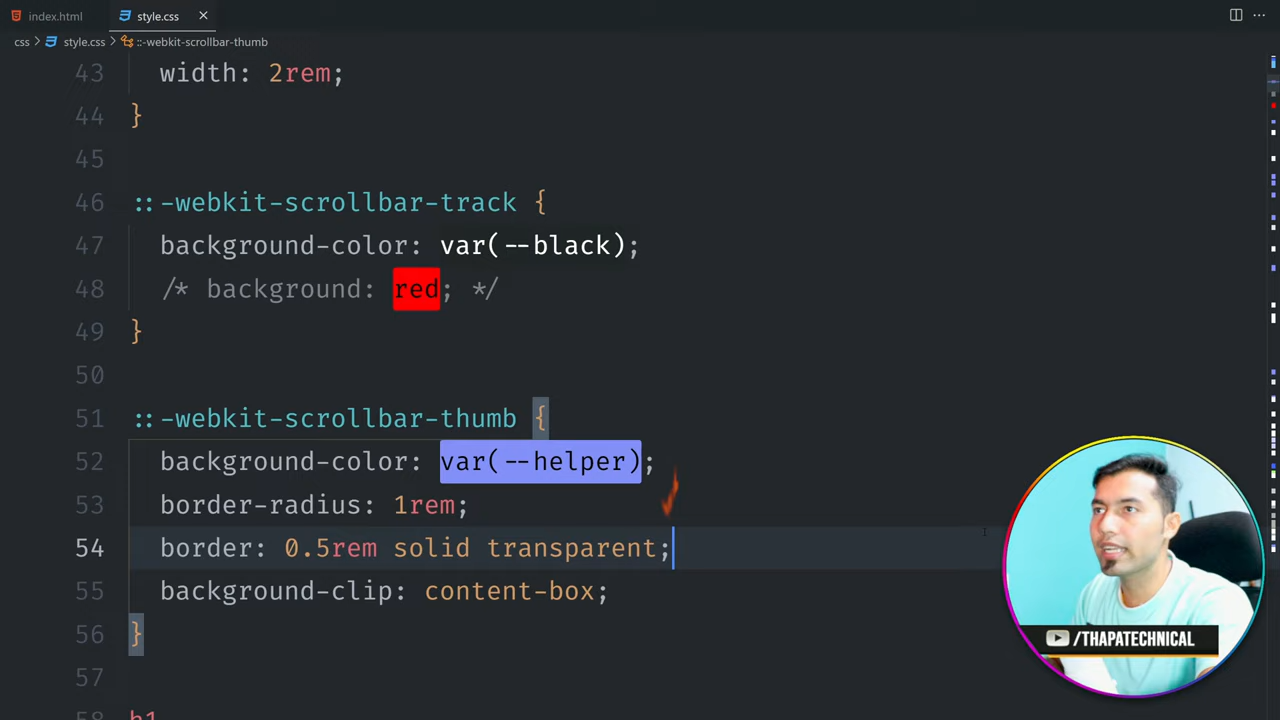 index.html
style.css
css > style.css > ::-webkit-scrollbar-thumb
43 width: 2rem;
44 }
45
46 ::-webkit-scrollbar-track {
47 background-color: var(--black);
48 /* background: red; */
49 }
50
51 ::-webkit-scrollbar-thumb {
52 background-color: var(--helper);
53 border-radius: 1rem;
54 border: 0.5rem solid transparent;
55 background-clip: content-box;
56 }
57
58 h1
/THAPATECHNICAL